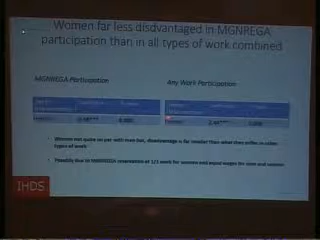 Women far less disdvantaged in MGNREGA
participation than in all types of work combined
MGNREGA Participation
Any Work Participation
Women not quite on par with men but, disadvantage is far smaller than what they suffer in other
types of work
Possibly due to MGNREGA reservation of 1/3 work for women and equal wages for men and women
IHDS